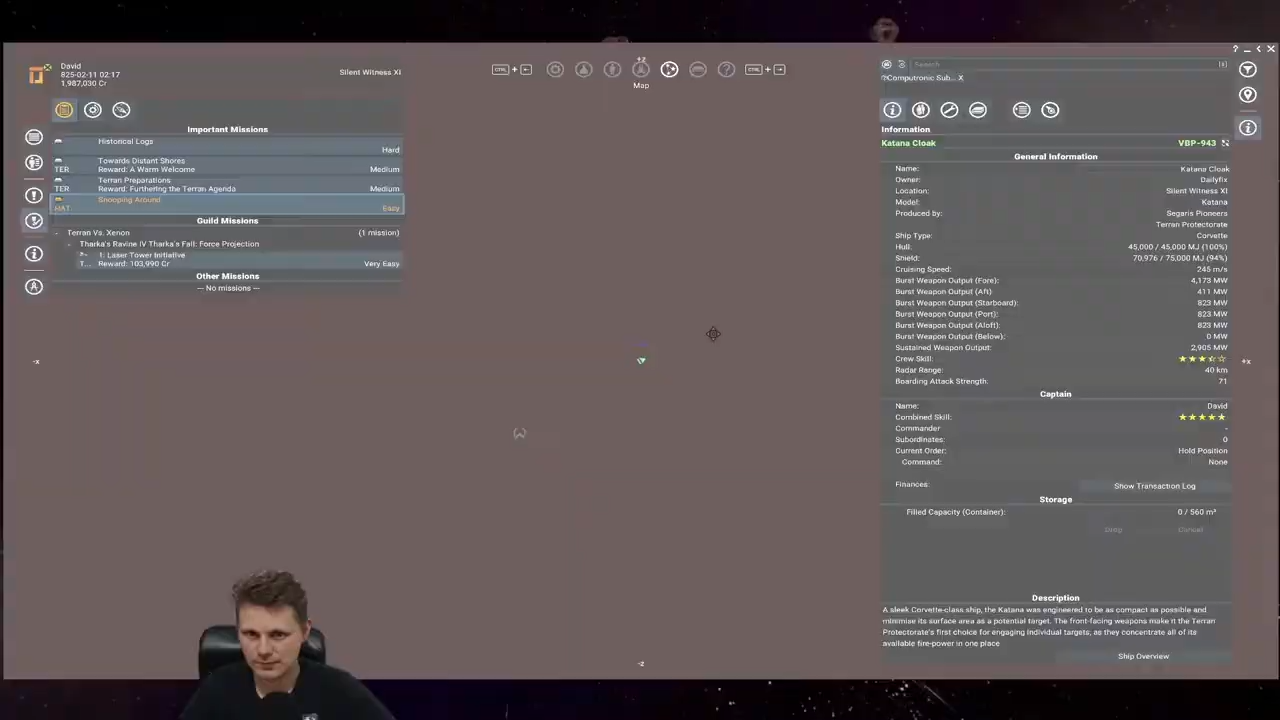 David
825-02-11 02:17
1,987,030 Cr
Silent Witness XI
CTRL +
CTRL +
+z
Map
Search
Computronic Sub... X
Important Missions
Historical Logs
Hard
Towards Distant Shores
TER Reward: A Warm Welcome Medium
Terran Preparations
TER Reward: Furthering the Terran Agenda Medium
Snooping Around
HAT Easy
Guild Missions
Terran Vs. Xenon (1 mission)
Tharka's Ravine IV Tharka's Fall: Force Projection
1: Laser Tower Initiative
T... Reward: 103,990 Cr Very Easy
Other Missions
— No missions —
-x
+x
-z
Information
Katana Cloak VBP-943
General Information
Name: Katana Cloak
Owner: Dailyfix
Location: Silent Witness XI
Model: Katana
Produced by: Segaris Pioneers
Terran Protectorate
Ship Type: Corvette
Hull: 45,000 / 45,000 MJ (100%)
Shield: 70,976 / 75,000 MJ (94%)
Cruising Speed: 245 m/s
Burst Weapon Output (Fore): 4,173 MW
Burst Weapon Output (Aft): 411 MW
Burst Weapon Output (Starboard): 823 MW
Burst Weapon Output (Port): 823 MW
Burst Weapon Output (Aloft): 823 MW
Burst Weapon Output (Below): 0 MW
Sustained Weapon Output: 2,905 MW
Crew Skill: ★★★⯪☆
Radar Range: 40 km
Boarding Attack Strength: 71
Captain
Name: David
Combined Skill: ★★★★★
Commander -
Subordinates: 0
Current Order: Hold Position
Command: None
Finances: Show Transaction Log
Storage
Filled Capacity (Container): 0 / 560 m³
Drop Cancel
Description
A sleek Corvette-class ship, the Katana was engineered to be as compact as possible and
minimise its surface area as a potential target. The front-facing weapons make it the Terran
Protectorate's first choice for engaging individual targets, as they concentrate all of its
available fire-power in one place
Ship Overview